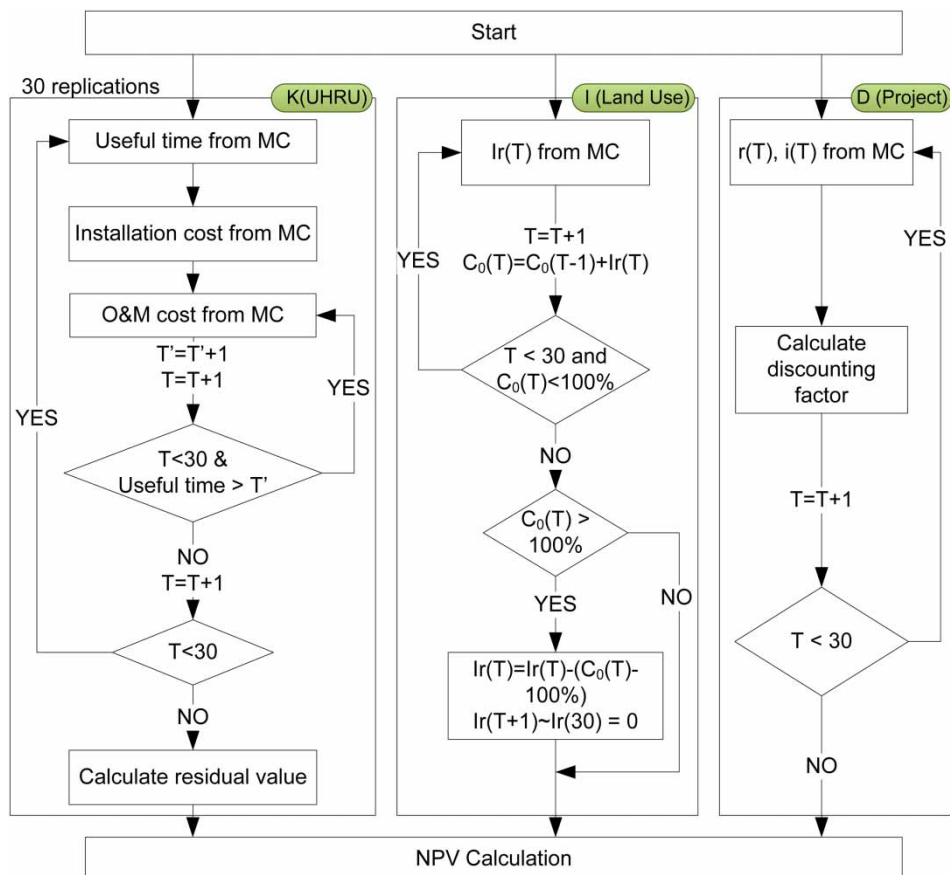 Start
30 replications
K(UHRU)
Useful time from MC
Installation cost from MC
O&M cost from MC
T'=T'+1
T=T+1
YES
YES
T<30 &
Useful time > T'
NO
T=T+1
T<30
NO
Calculate residual value
I (Land Use)
Ir(T) from MC
T=T+1
C₀(T)=C₀(T-1)+Ir(T)
YES
T < 30 and
C₀(T)<100%
NO
C₀(T) >
100%
YES
NO
Ir(T)=Ir(T)-(C₀(T)-
100%)
Ir(T+1)~Ir(30) = 0
D (Project)
r(T), i(T) from MC
YES
Calculate
discounting
factor
T=T+1
T < 30
NO
NPV Calculation